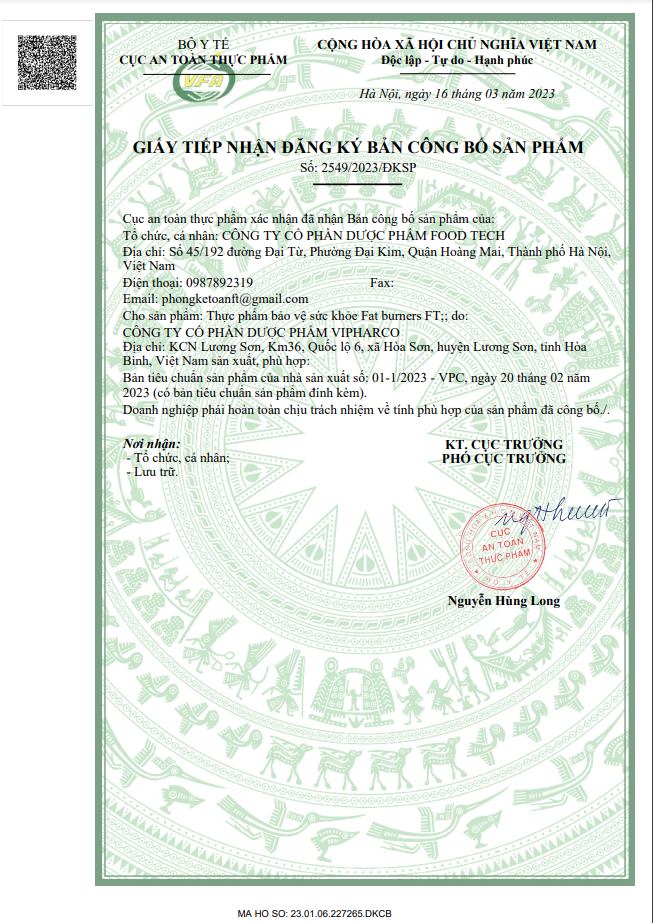 BỘ Y TẾ
CỤC AN TOÀN THỰC PHẨM
VFA
CỘNG HÒA XÃ HỘI CHỦ NGHĨA VIỆT NAM
Độc lập - Tự do - Hạnh phúc
Hà Nội, ngày 16 tháng 03 năm 2023
GIẤY TIẾP NHẬN ĐĂNG KÝ BẢN CÔNG BỐ SẢN PHẨM
Số: 2549/2023/ĐKSP
Cục an toàn thực phẩm xác nhận đã nhận Bản công bố sản phẩm của:
Tổ chức, cá nhân: CÔNG TY CỔ PHẦN DƯỢC PHẨM FOOD TECH
Địa chỉ: Số 45/192 đường Đại Từ, Phường Đại Kim, Quận Hoàng Mai, Thành phố Hà Nội,
Việt Nam
Điện thoại: 0987892319 Fax:
Email: phongketoanft@gmail.com
Cho sản phẩm: Thực phẩm bảo vệ sức khỏe Fat burners FT;; do:
CÔNG TY CỔ PHẦN DƯỢC PHẨM VIPHARCO
Địa chỉ: KCN Lương Sơn, Km36, Quốc lộ 6, xã Hòa Sơn, huyện Lương Sơn, tỉnh Hòa
Bình, Việt Nam sản xuất, phù hợp:
Bản tiêu chuẩn sản phẩm của nhà sản xuất số: 01-1/2023 - VPC, ngày 20 tháng 02 năm
2023 (có bản tiêu chuẩn sản phẩm đính kèm).
Doanh nghiệp phải hoàn toàn chịu trách nhiệm về tính phù hợp của sản phẩm đã công bố./.
Nơi nhận:
- Tổ chức, cá nhân;
- Lưu trữ.
KT. CỤC TRƯỞNG
PHÓ CỤC TRƯỞNG
CỤC
AN TOÀN
THỰC PHẨM
Nguyễn Hùng Long
MA HO SO: 23.01.06.227265.DKCB